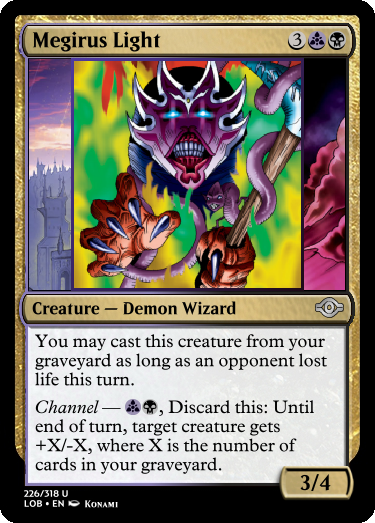 Megirus Light 3
Creature — Demon Wizard
You may cast this creature from your
graveyard as long as an opponent lost
life this turn.
Channel — , Discard this: Until
end of turn, target creature gets
+X/-X, where X is the number of
cards in your graveyard.
3/4
226/318 U
LOB • EN Konami